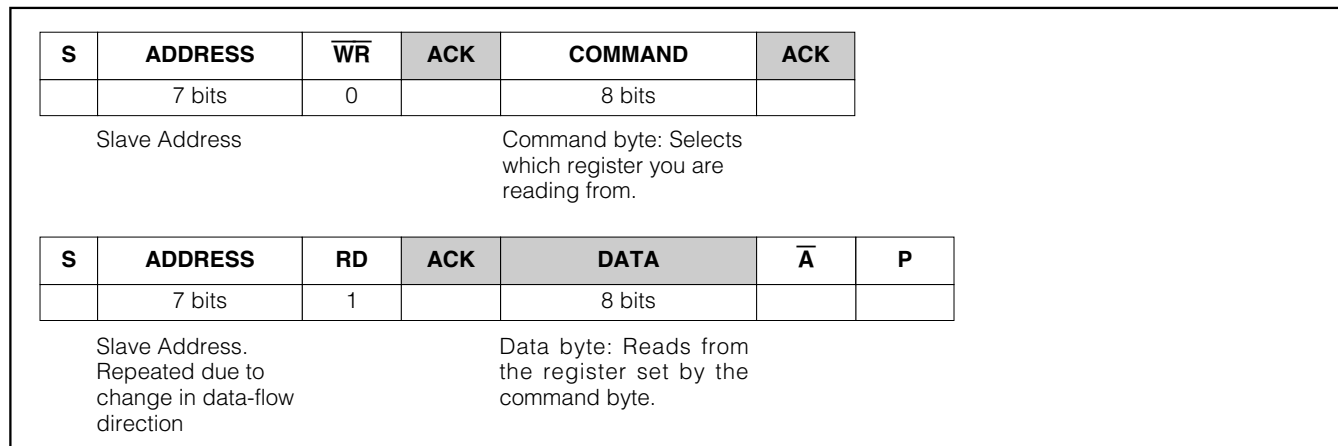 S ADDRESS W̅R̅ ACK COMMAND ACK
7 bits 0 8 bits
Slave Address
Command byte: Selects
which register you are
reading from.
S ADDRESS RD ACK DATA A̅ P
7 bits 1 8 bits
Slave Address.
Repeated due to
change in data-flow
direction
Data byte: Reads from
the register set by the
command byte.